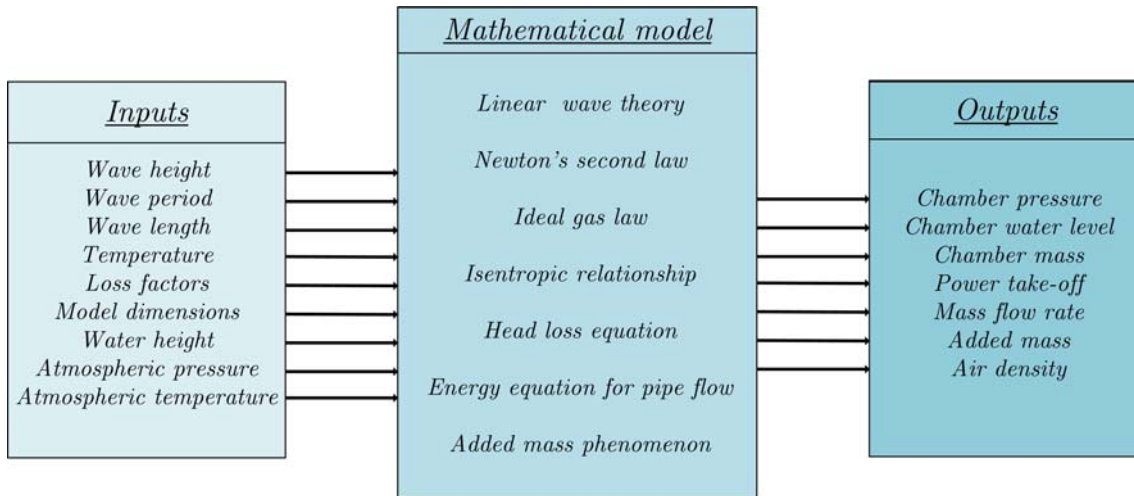 Inputs
Wave height
Wave period
Wave length
Temperature
Loss factors
Model dimensions
Water height
Atmospheric pressure
Atmospheric temperature
Mathematical model
Linear wave theory
Newton's second law
Ideal gas law
Isentropic relationship
Head loss equation
Energy equation for pipe flow
Added mass phenomenon
Outputs
Chamber pressure
Chamber water level
Chamber mass
Power take-off
Mass flow rate
Added mass
Air density